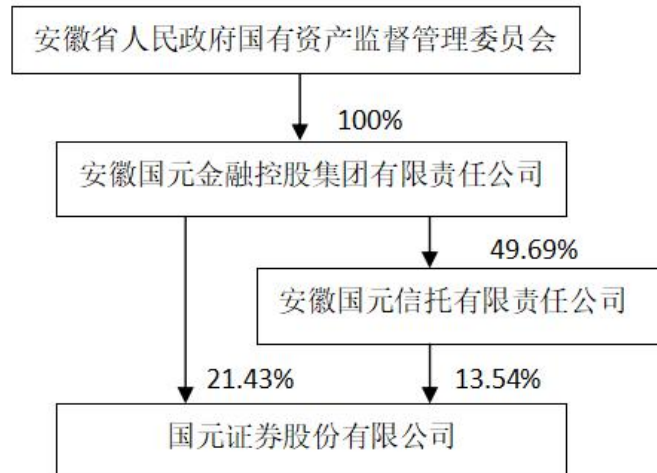 安徽省人民政府国有资产监督管理委员会
100%
安徽国元金融控股集团有限责任公司
49.69%
安徽国元信托有限责任公司
21.43%
13.54%
国元证券股份有限公司